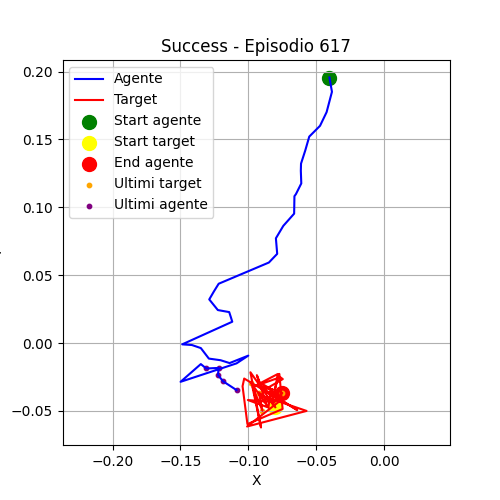 Success - Episodio 617
Agente
Target
Start agente
Start target
End agente
Ultimi target
Ultimi agente
0.20
0.15
0.10
0.05
0.00
−0.05
−0.20
−0.15
−0.10
−0.05
0.00
X